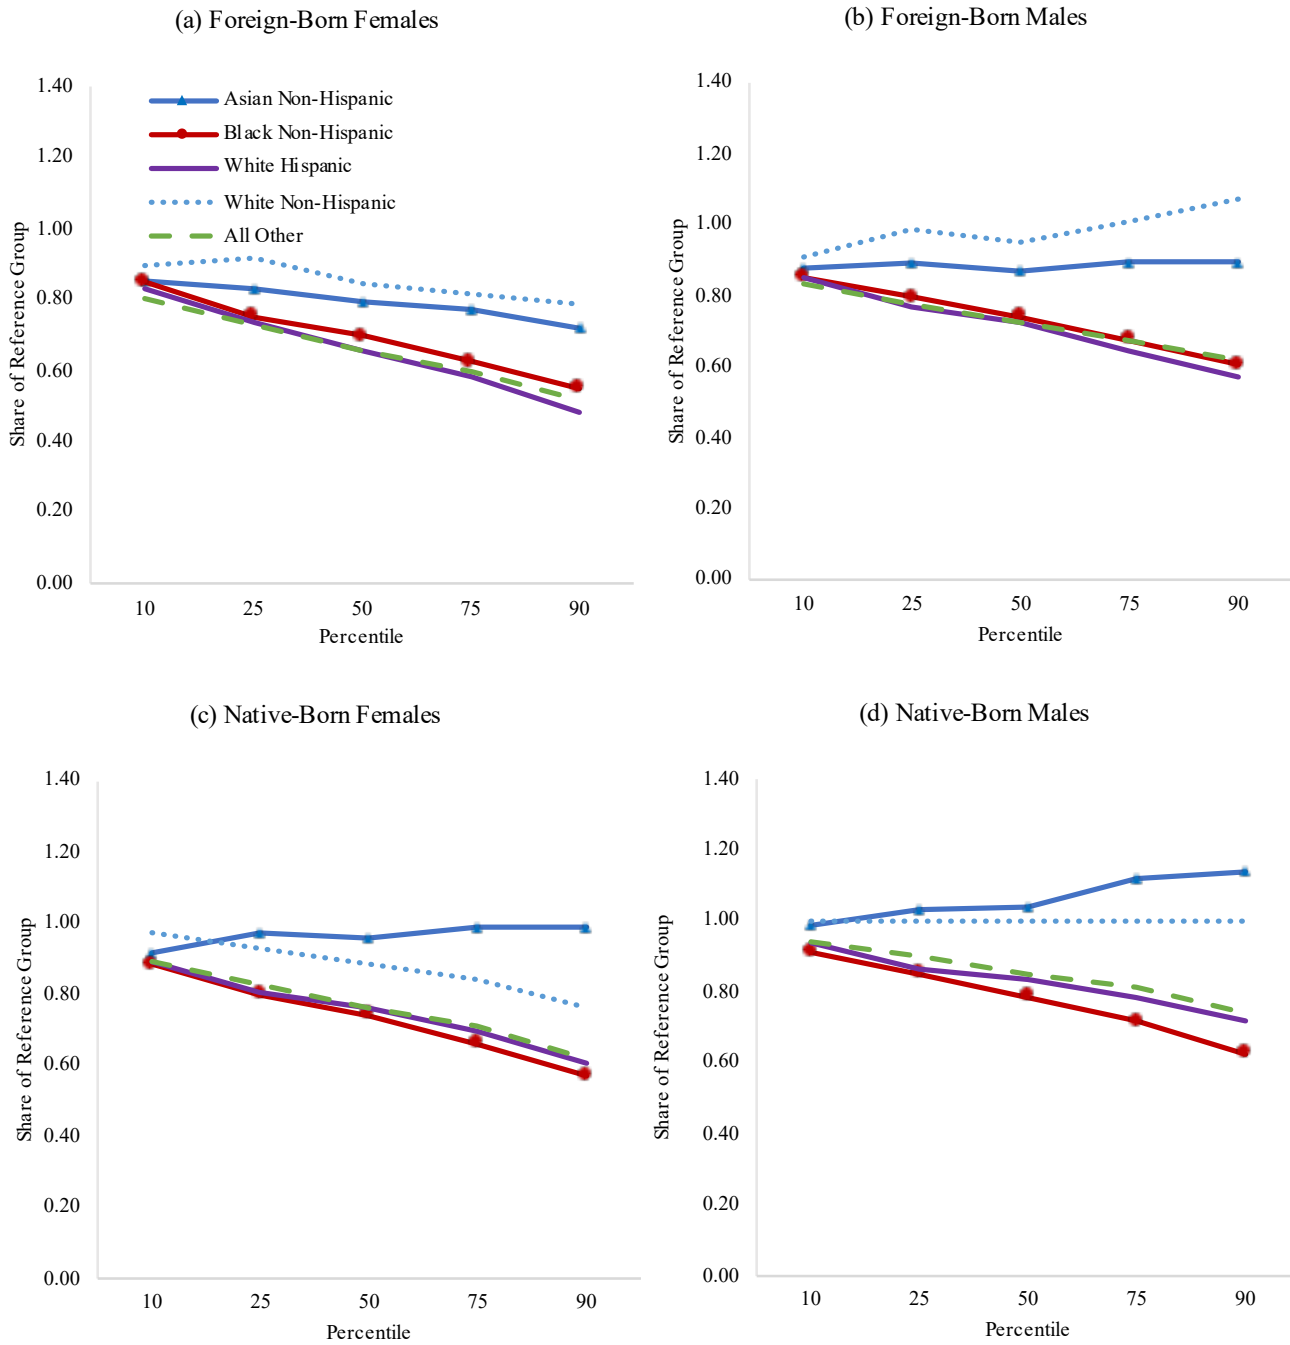 (a) Foreign-Born Females
1.40
1.20
1.00
0.80
0.60
0.40
0.20
0.00
Share of Reference Group
Asian Non-Hispanic
Black Non-Hispanic
White Hispanic
White Non-Hispanic
All Other
10 25 50 75 90
Percentile
(b) Foreign-Born Males
1.40
1.20
1.00
0.80
0.60
0.40
0.20
0.00
Share of Reference Group
10 25 50 75 90
Percentile
(c) Native-Born Females
1.40
1.20
1.00
0.80
0.60
0.40
0.20
0.00
Share of Reference Group
10 25 50 75 90
Percentile
(d) Native-Born Males
1.40
1.20
1.00
0.80
0.60
0.40
0.20
0.00
Share of Reference Group
10 25 50 75 90
Percentile